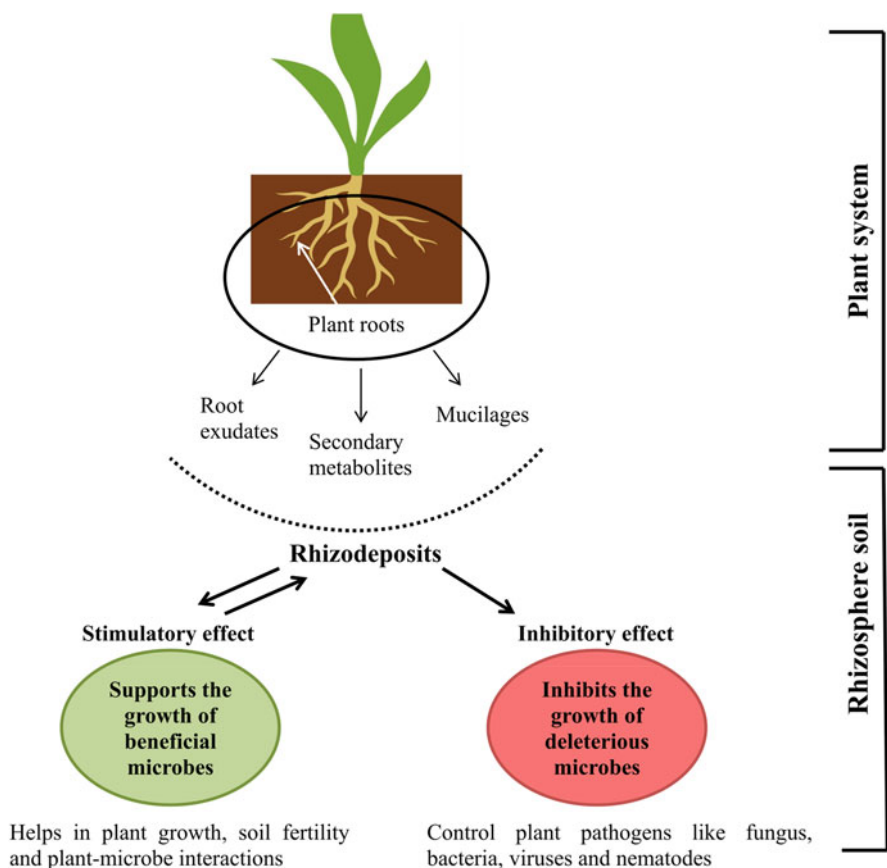 Plant system
Plant roots
Root
exudates
Secondary
metabolites
Mucilages
Rhizosphere soil
Rhizodeposits
Stimulatory effect
Supports the
growth of
beneficial
microbes
Helps in plant growth, soil fertility
and plant-microbe interactions
Inhibitory effect
Inhibits the
growth of
deleterious
microbes
Control plant pathogens like fungus,
bacteria, viruses and nematodes